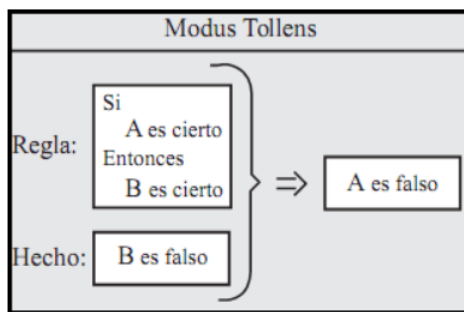 Modus Tollens
Regla:
Si
A es cierto
Entonces
B es cierto
Hecho:
B es falso
⇒
A es falso